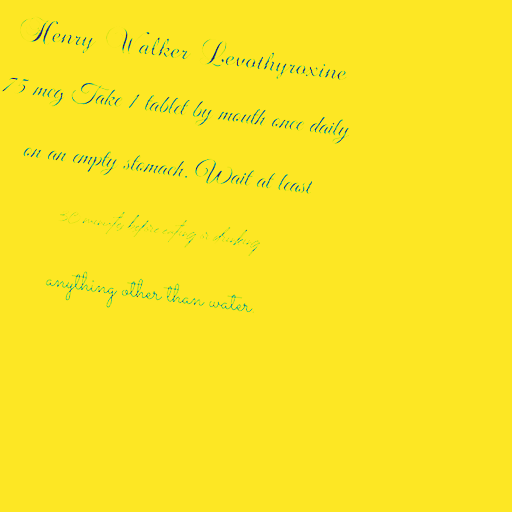 Henry Walker Levothyroxine
75 mcg Take 1 tablet by mouth once daily
on an empty stomach. Wait at least
30 minutes before eating or drinking
anything other than water